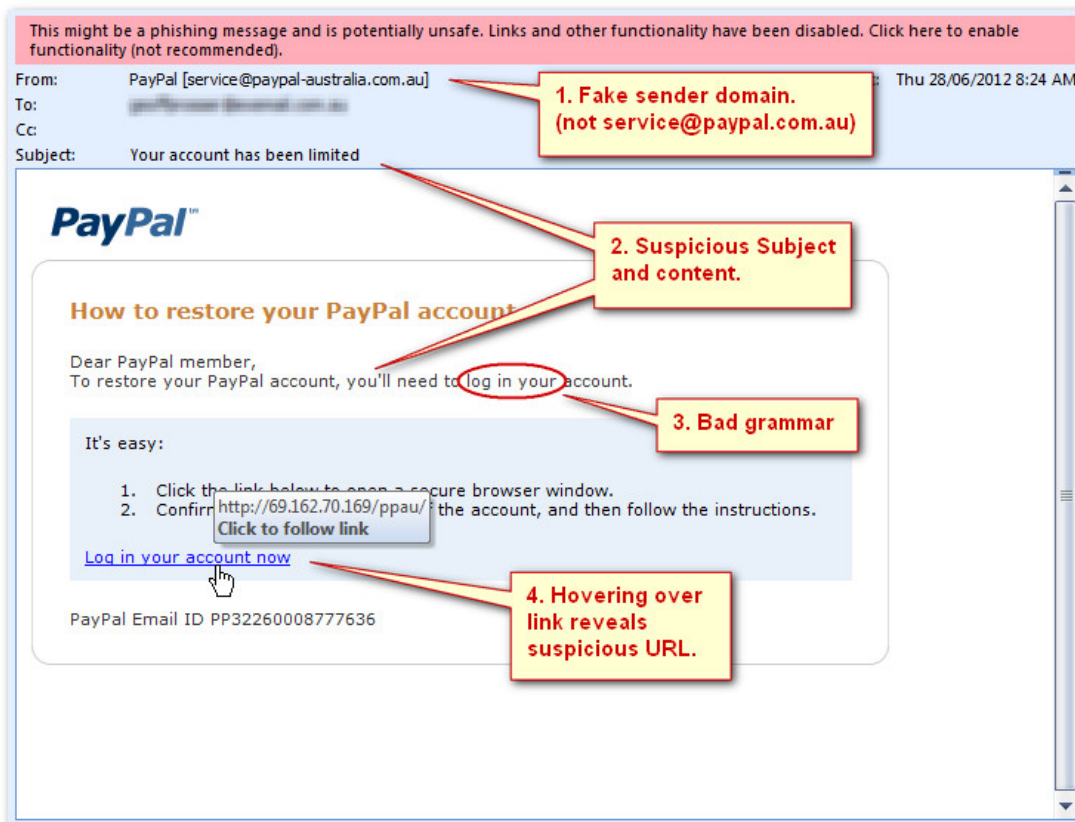 This might be a phishing message and is potentially unsafe. Links and other functionality have been disabled. Click here to enable
functionality (not recommended).
From: PayPal [service@paypal-australia.com.au] Thu 28/06/2012 8:24 AM
To:
Cc:
Subject: Your account has been limited
1. Fake sender domain.
(not service@paypal.com.au)
PayPal™
2. Suspicious Subject
and content.
How to restore your PayPal account
Dear PayPal member,
To restore your PayPal account, you'll need to log in your account.
3. Bad grammar
It's easy:
1. Click the link below to open a secure browser window.
2. Confirm the account, and then follow the instructions.
http://69.162.70.169/ppau/
Click to follow link
Log in your account now
4. Hovering over
link reveals
suspicious URL.
PayPal Email ID PP32260008777636